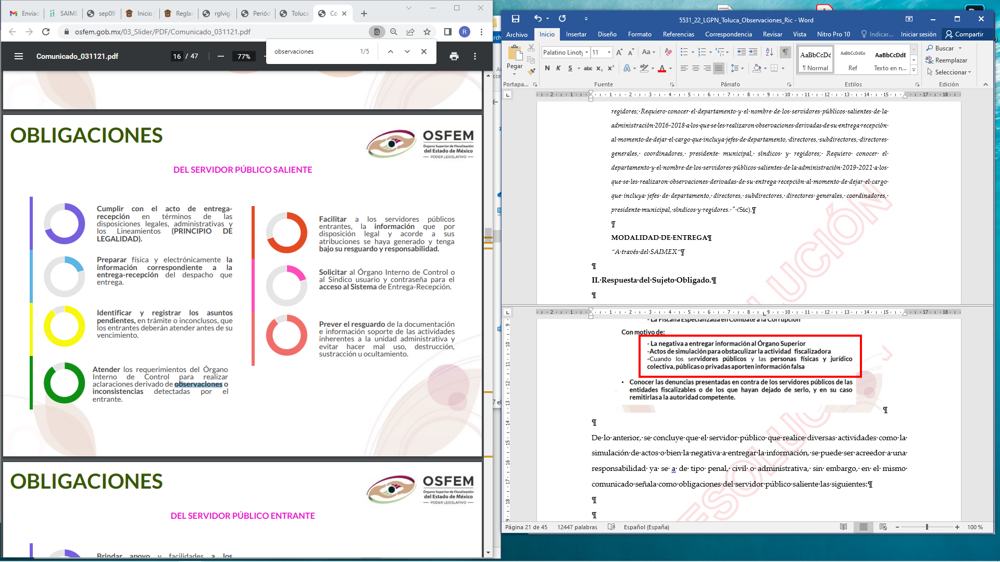 Enviad
SAIME
sep09
Inicio
Reglar
rglvig7
Periód
Toluca
Co
osfem.gob.mx/03_Slider/PDF/Comunicado_031121.pdf
R
observaciones
1/5
Comunicado_031121.pdf
16 / 47
77%
OBLIGACIONES
OSFEM
Órgano Superior de Fiscalización
del Estado de México
PODER LEGISLATIVO
DEL SERVIDOR PÚBLICO SALIENTE
Cumplir con el acto de entrega-
recepción en términos de las
disposiciones legales, administrativas y
los Lineamientos (PRINCIPIO DE
LEGALIDAD).
Preparar física y electrónicamente la
información correspondiente a la
entrega-recepción del despacho que
entrega.
Identificar y registrar los asuntos
pendientes, en trámite o inconclusos, que
los entrantes deberán atender antes de su
vencimiento.
Atender los requerimientos del Órgano
Interno de Control para realizar
aclaraciones derivado de observaciones o
inconsistencias detectadas por el
entrante.
Facilitar a los servidores públicos
entrantes, la información que por
disposición legal y acorde a sus
atribuciones se haya generado y tenga
bajo su resguardo y responsabilidad.
Solicitar al Órgano Interno de Control o
al Síndico usuario y contraseña para el
acceso al Sistema de Entrega-Recepción.
Prever el resguardo de la documentación
e información soporte de las actividades
inherentes a la unidad administrativa y
evitar hacer mal uso, destrucción,
sustracción u ocultamiento.
OBLIGACIONES
OSFEM
Órgano Superior de Fiscalización
del Estado de México
PODER LEGISLATIVO
DEL SERVIDOR PÚBLICO ENTRANTE
Brindar apoyo y facilidades a los
5531_22_LGPN_Toluca_Observaciones_Ric - Word
Archivo
Inicio
Insertar
Diseño
Formato
Referencias
Correspondencia
Revisar
Vista
Nitro Pro 10
Indicar...
Iniciar sesión
Compartir
Pegar
Palatino Linoty
11
Aa
N K S abc x₂ x²
AaBbCcDd
¶ Normal
AaBbCcDdEe
Ref
AaBbCcDdE
Texto en n...
Buscar
Reemplazar
Seleccionar
Portapa...
Fuente
Párrafo
Estilos
Edición
regidores; Requiero conocer el departamento y el nombre de los servidores públicos salientes de la
administración 2016-2018 a los que se les realizaron observaciones derivadas de su entrega recepción
al momento de dejar el cargo que incluya jefes de departamento, directores, subdirectores, directores
generales, coordinadores, presidente municipal, síndicos y regidores; Requiero conocer el
departamento y el nombre de los servidores públicos salientes de la administración 2019-2021 a los
que se les realizaron observaciones derivadas de su entrega recepción al momento de dejar el cargo
que incluya jefes de departamento, directores, subdirectores, directores generales, coordinadores,
presidente municipal, síndicos y regidores. " (Sic).¶
¶
MODALIDAD DE ENTREGA¶
"A través del SAIMEX"¶
¶
II. Respuesta del Sujeto Obligado.¶
¶
- La Fiscalía Especializada en Combate a la Corrupción
Con motivo de:
- La negativa a entregar información al Órgano Superior
-Actos de simulación para obstaculizar la actividad fiscalizadora
-Cuando los servidores públicos y las personas físicas y jurídico
colectiva, públicas o privadas aporten información falsa
• Conocer las denuncias presentadas en contra de los servidores públicos de las
entidades fiscalizables o de los que hayan dejado de serlo, y en su caso
remitirlas a la autoridad competente.
¶
¶
De lo anterior, se concluye que el servidor público que realice diversas actividades como la
simulación de actos o bien la negativa a entregar la información, se puede ser acreedor a una
responsabilidad ya se a de tipo penal, civil o administrativa, sin embargo, en el mismo
comunicado señala como obligaciones del servidor público saliente las siguientes:¶
¶
¶
Página 21 de 45
12447 palabras
Español (España)
100 %